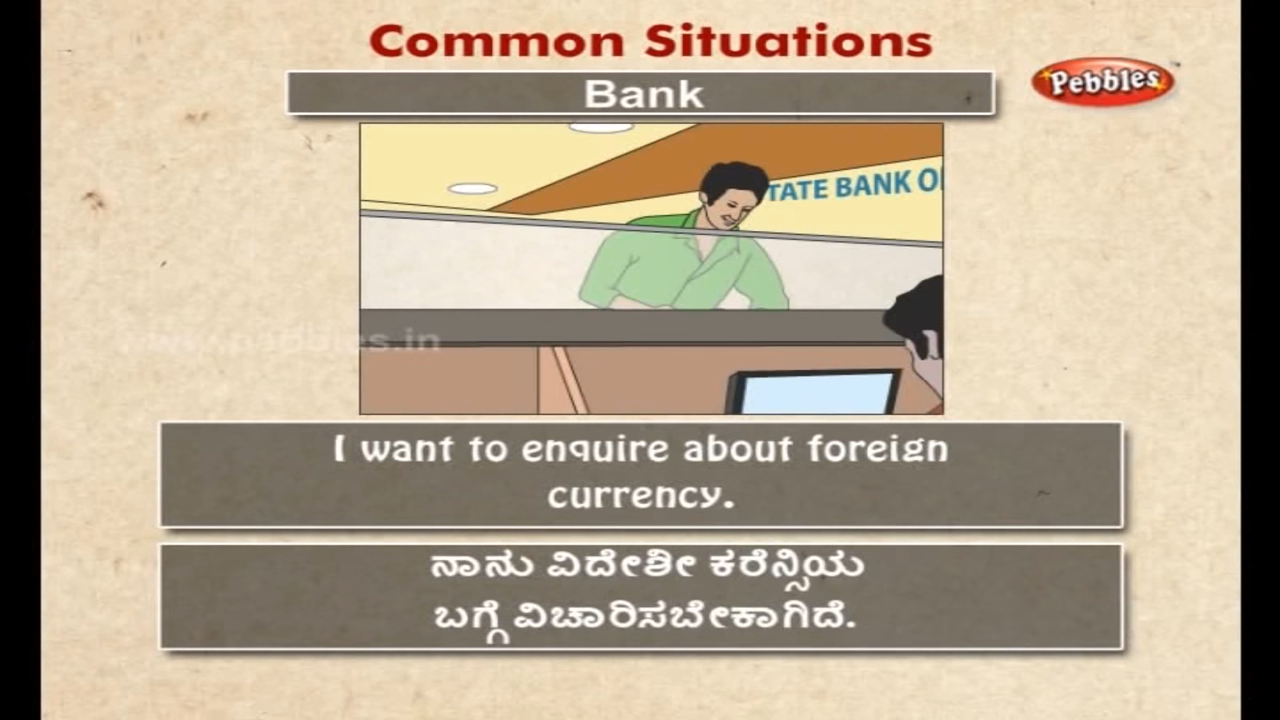 Common Situations
Bank
Pebbles
TATE BANK O
I want to enquire about foreign
currency.
ನಾನು ವಿದೇಶೀ ಕರೆನ್ಸಿಯ
ಬಗ್ಗೆ ವಿಚಾರಿಸಬೇಕಾಗಿದೆ.